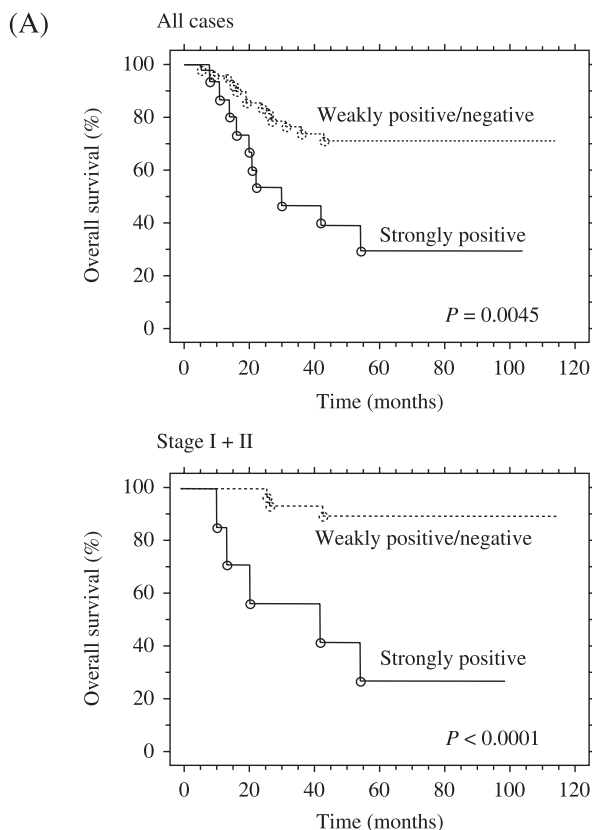 (A)
All cases
100
80
60
40
20
0
Overall survival (%)
Weakly positive/negative
Strongly positive
P = 0.0045
0 20 40 60 80 100 120
Time (months)
Stage I + II
100
80
60
40
20
0
Overall survival (%)
Weakly positive/negative
Strongly positive
P < 0.0001
0 20 40 60 80 100 120
Time (months)